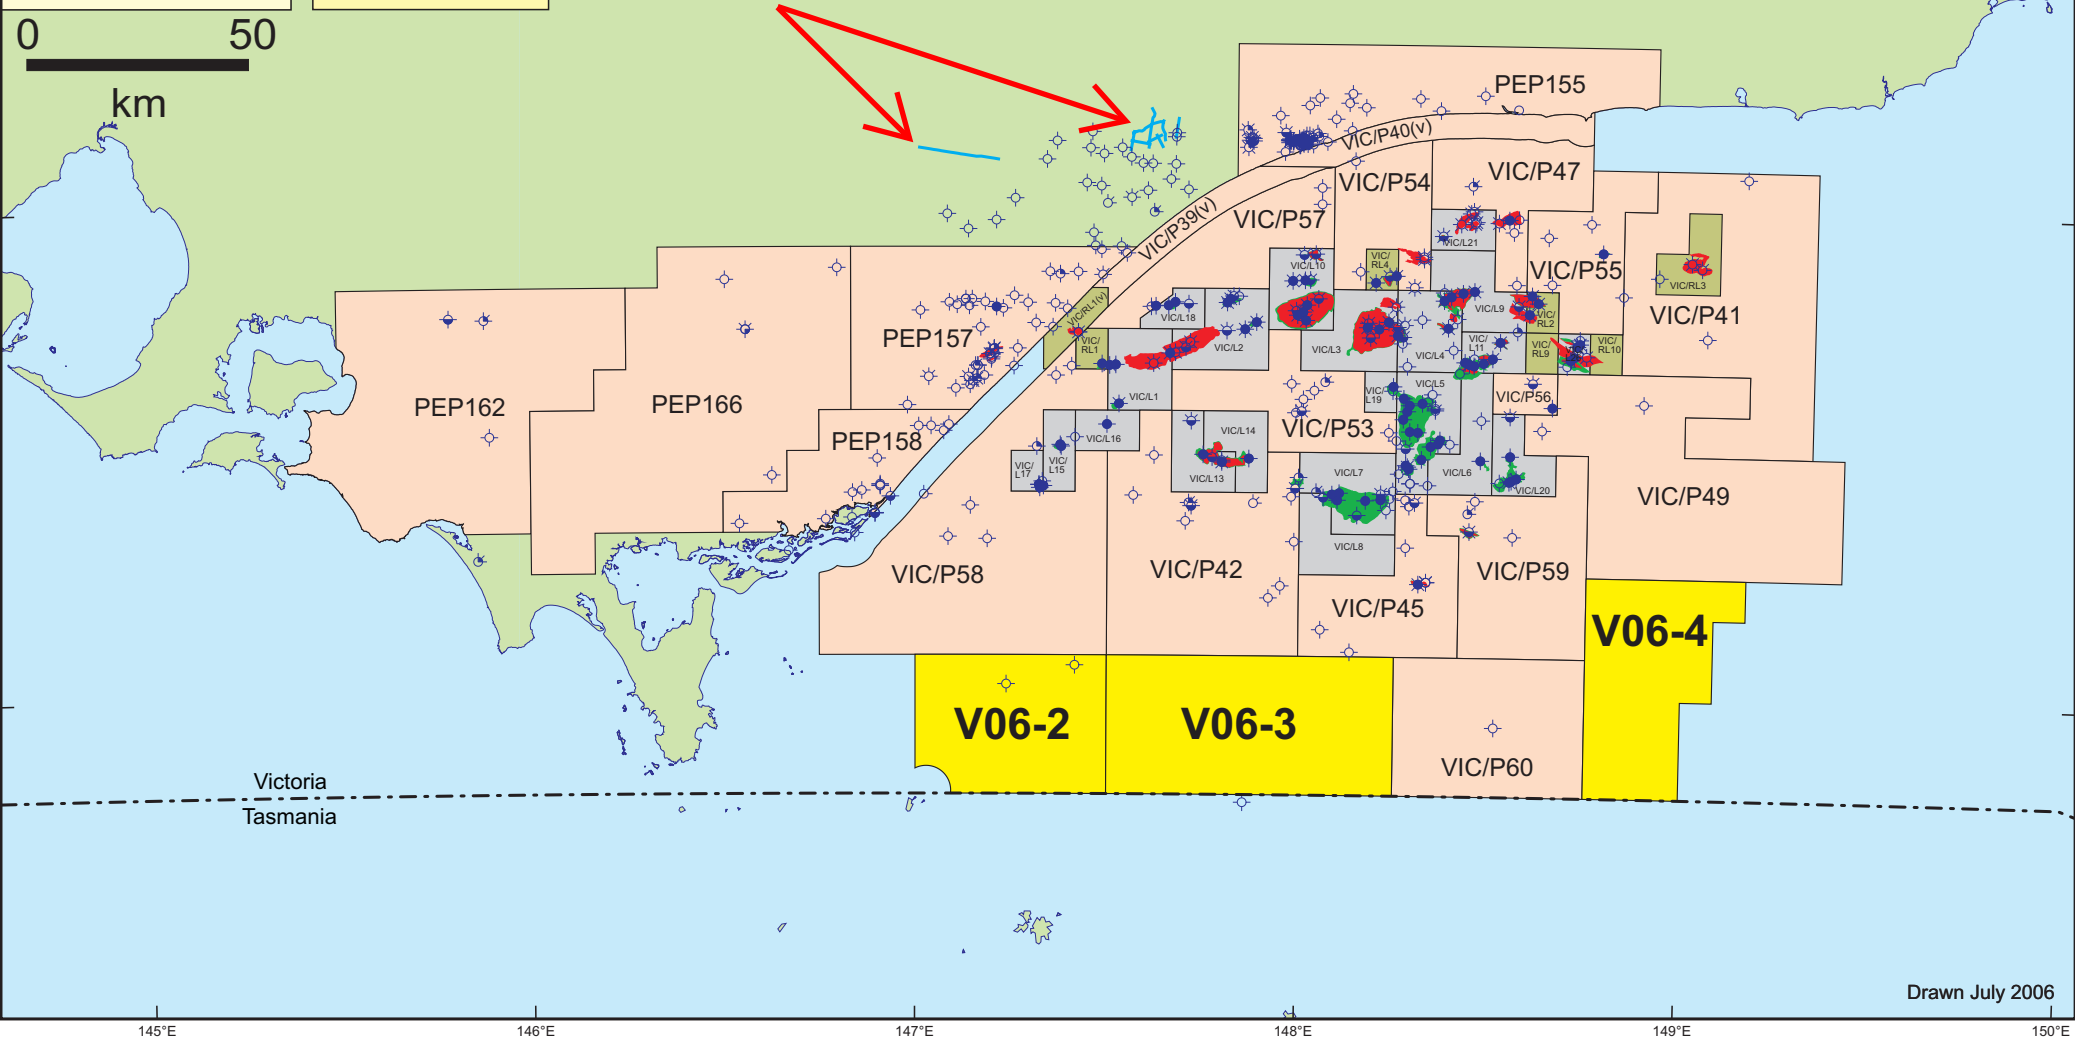 0 50
km
PEP155
VIC/P40(v)
VIC/P54
VIC/P47
VIC/P57
VIC/P39(v)
VIC/L21
VIC/
RL4
VIC/L10
VIC/P55
VIC/RL3
VIC/P41
VIC/RL1(v)
VIC/L18
VIC/L9
VIC/
RL2
PEP157
VIC/
RL1
VIC/L2
VIC/L3
VIC/L4
VIC/
L11
VIC/
RL9
VIC/
RL10
PEP162
PEP166
VIC/L1
VIC/
L19
VIC/L5
VIC/P56
PEP158
VIC/L16
VIC/L14
VIC/P53
VIC/
L17
VIC/
L15
VIC/L13
VIC/L7
VIC/L6
VIC/L20
VIC/P49
VIC/L8
VIC/P58
VIC/P42
VIC/P59
VIC/P45
V06-4
V06-2
V06-3
VIC/P60
Victoria
Tasmania
Drawn July 2006
145°E 146°E 147°E 148°E 149°E 150°E